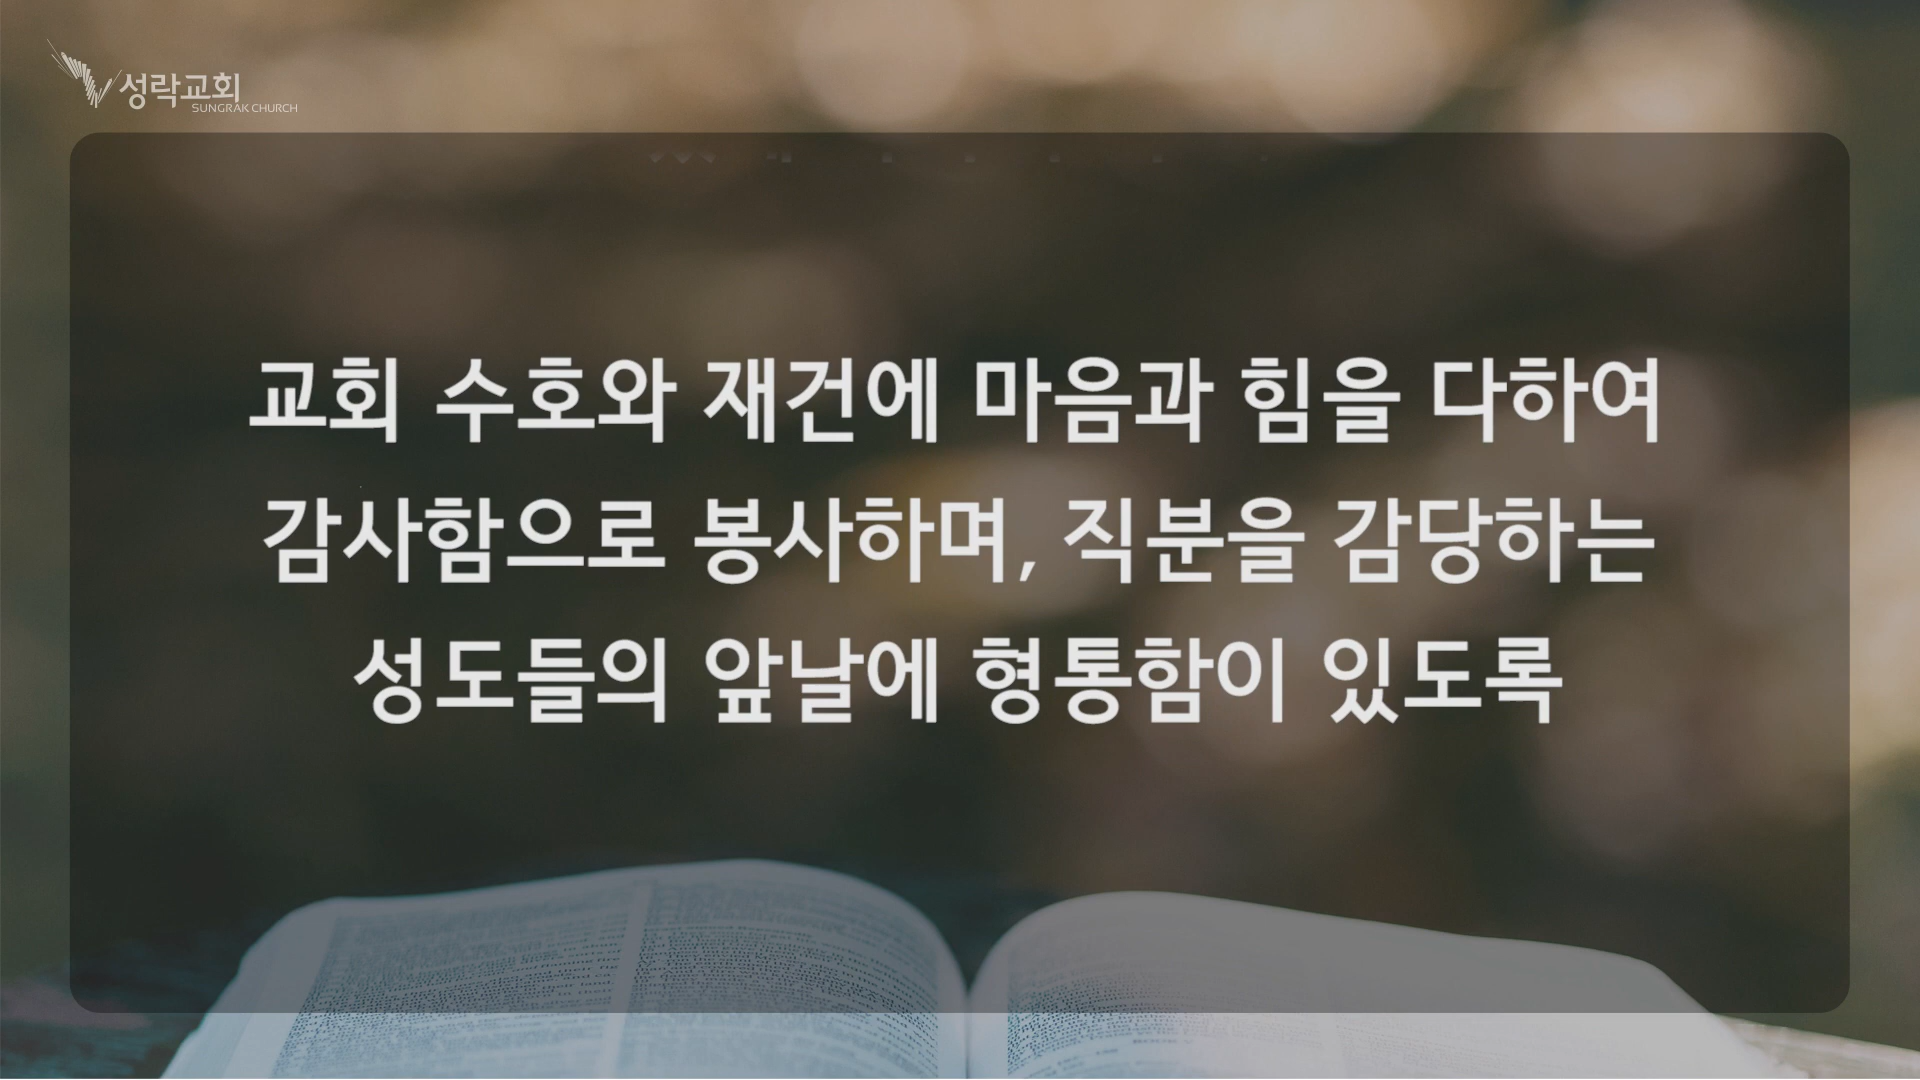 성락교회
SUNGRAK CHURCH
교회 수호와 재건에 마음과 힘을 다하여
감사함으로 봉사하며, 직분을 감당하는
성도들의 앞날에 형통함이 있도록